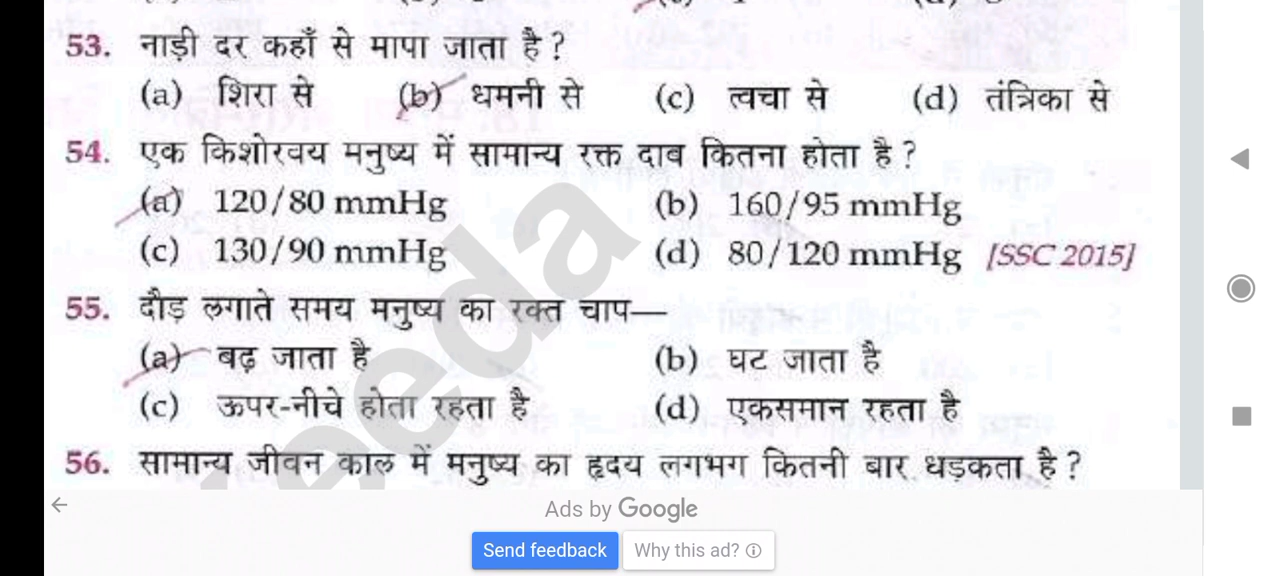 53. नाड़ी दर कहाँ से मापा जाता है ?
(a) शिरा से (b) धमनी से (c) त्वचा से (d) तंत्रिका से
54. एक किशोरवय मनुष्य में सामान्य रक्त दाब कितना होता है ?
(a) 120/80 mmHg (b) 160/95 mmHg
(c) 130/90 mmHg (d) 80/120 mmHg [SSC 2015]
55. दौड़ लगाते समय मनुष्य का रक्त चाप—
(a) बढ़ जाता है (b) घट जाता है
(c) ऊपर-नीचे होता रहता है (d) एकसमान रहता है
56. सामान्य जीवन काल में मनुष्य का हृदय लगभग कितनी बार धड़कता है ?
Ads by Google
Send feedback Why this ad?